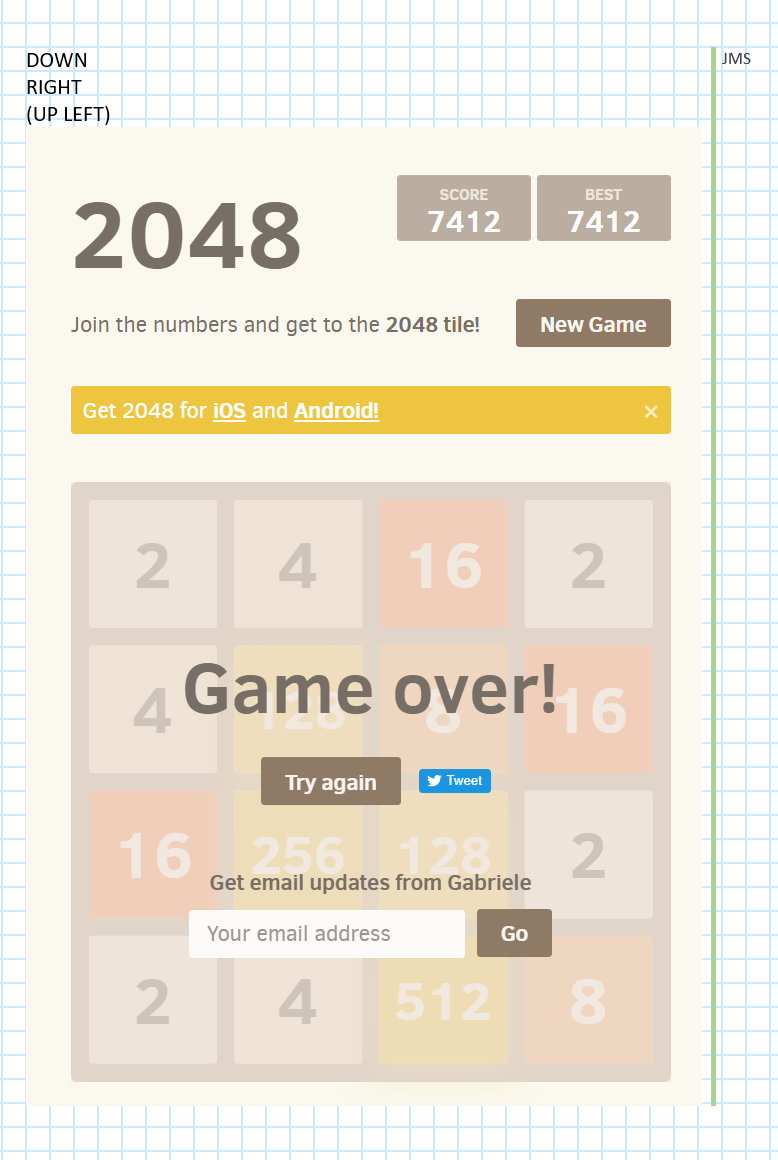 DOWN
RIGHT
(UP LEFT)
JMS
2048
SCORE
7412
BEST
7412
Join the numbers and get to the 2048 tile!
New Game
Get 2048 for iOS and Android!
×
2 4 16 2
4 128 8 16
Game over!
Try again
Tweet
16 256 128 2
Get email updates from Gabriele
Your email address
Go
2 4 512 8